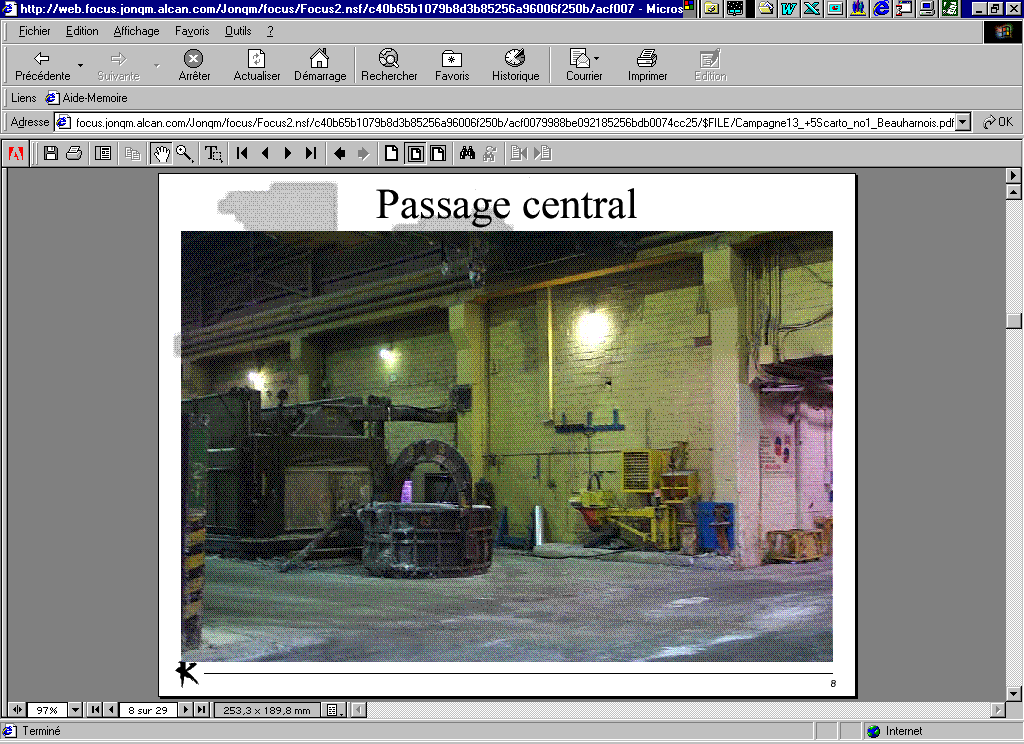 http://web.focus.jonqm.alcan.com/Jonqm/focus/Focus2.nsf/c40b65b1079b8d3b85256a96006f250b/acf007 - Micros
Fichier Edition Affichage Favoris Outils ?
Précédente Suivante Arrêter Actualiser Démarrage Rechercher Favoris Historique Courrier Imprimer Edition
Liens Aide-Memoire
Adresse focus.jonqm.alcan.com/Jonqm/focus/Focus2.nsf/c40b65b1079b8d3b85256a96006f250b/acf0079988be092185256bdb0074cc25/$FILE/Campagne13_+5Scarto_no1_Beauharnois.pdf OK
Passage central
8
97% 8 sur 29 253,3 x 189,8 mm
Terminé Internet